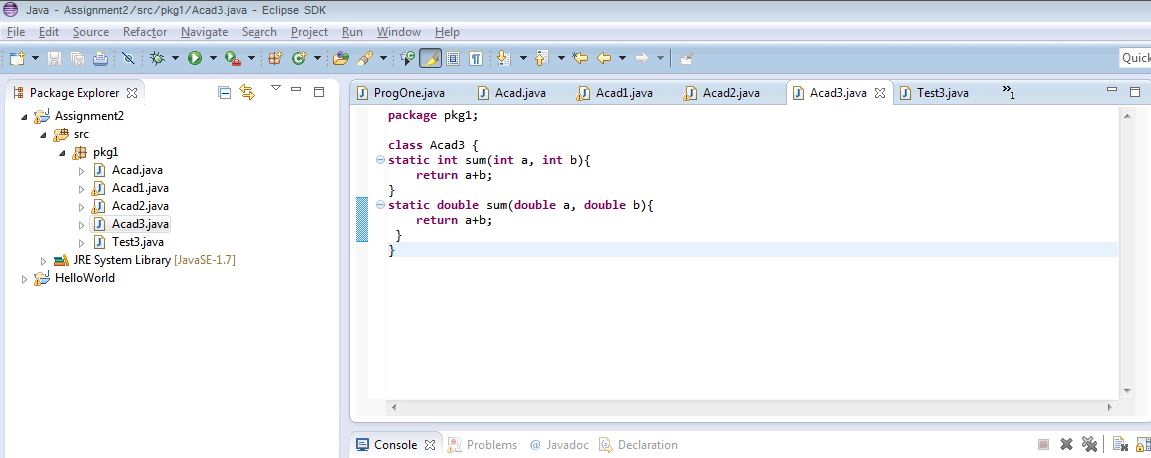 Java - Assignment2/src/pkg1/Acad3.java - Eclipse SDK
File Edit Source Refactor Navigate Search Project Run Window Help
Quick
Package Explorer
Assignment2
src
pkg1
Acad.java
Acad1.java
Acad2.java
Acad3.java
Test3.java
JRE System Library [JavaSE-1.7]
HelloWorld
ProgOne.java Acad.java Acad1.java Acad2.java Acad3.java Test3.java »1
package pkg1;
class Acad3 {
static int sum(int a, int b){
return a+b;
}
static double sum(double a, double b){
return a+b;
}
}
Console Problems @ Javadoc Declaration